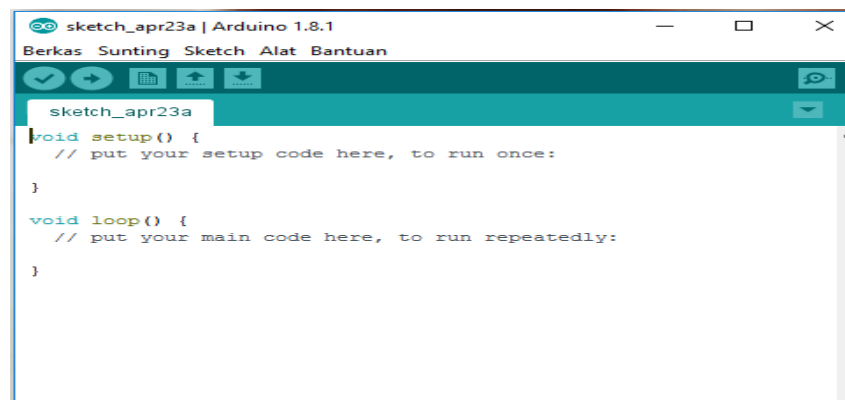 sketch_apr23a | Arduino 1.8.1
Berkas Sunting Sketch Alat Bantuan
sketch_apr23a
void setup() {
// put your setup code here, to run once:
}
void loop() {
// put your main code here, to run repeatedly:
}